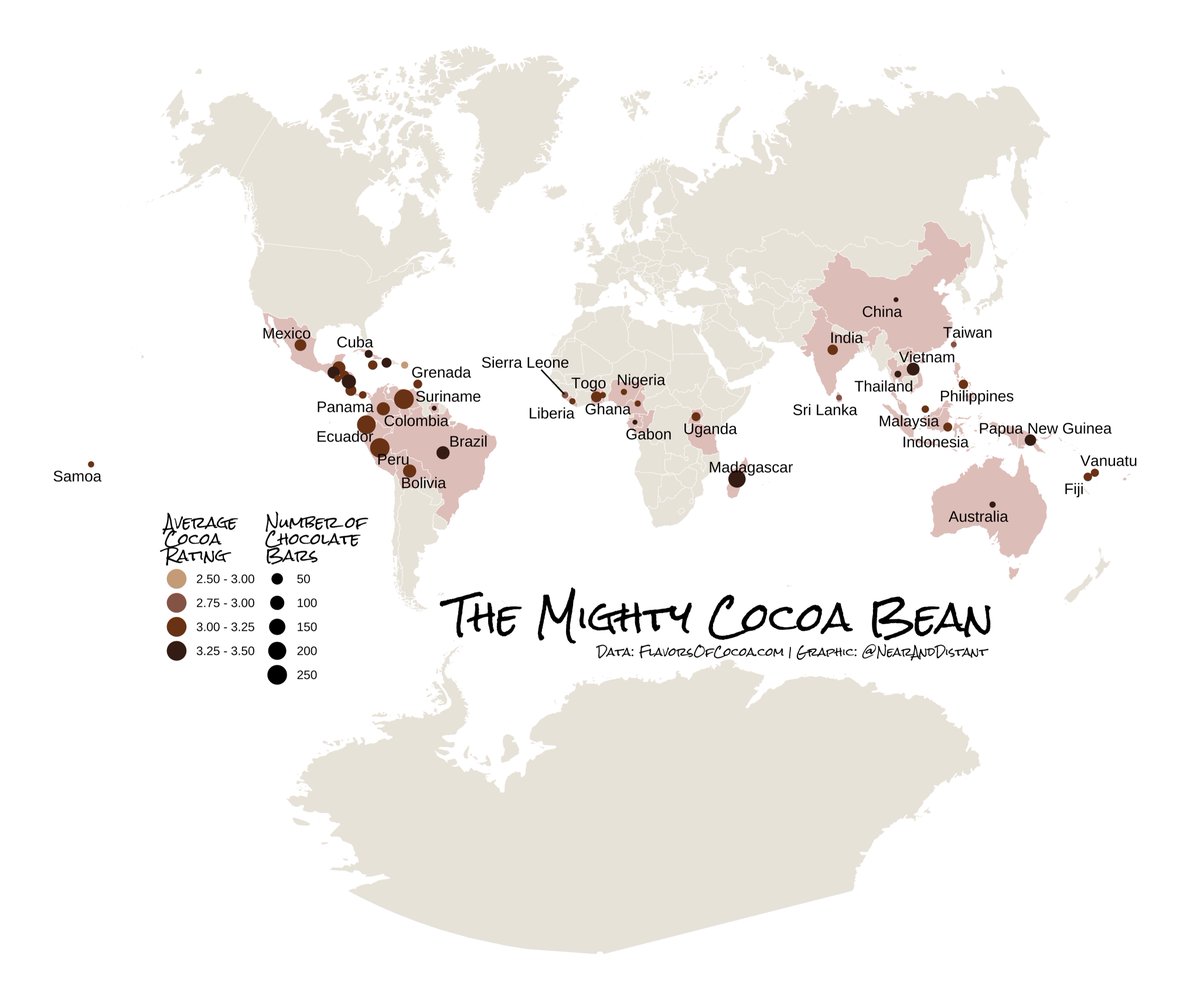 China
Mexico
Taiwan
India
Cuba
Vietnam
Sierra Leone
Grenada
Togo
Nigeria
Thailand
Suriname
Philippines
Panama
Liberia
Ghana
Sri Lanka
Colombia
Malaysia
Uganda
Papua New Guinea
Ecuador
Gabon
Brazil
Indonesia
Peru
Vanuatu
Madagascar
Samoa
Bolivia
Fiji
Australia
Average
Cocoa
Rating
2.50 - 3.00
2.75 - 3.00
3.00 - 3.25
3.25 - 3.50
Number of
Chocolate
Bars
50
100
150
200
250
The Mighty Cocoa Bean
Data: FlavorsOfCocoa.com | Graphic: @NearAndDistant